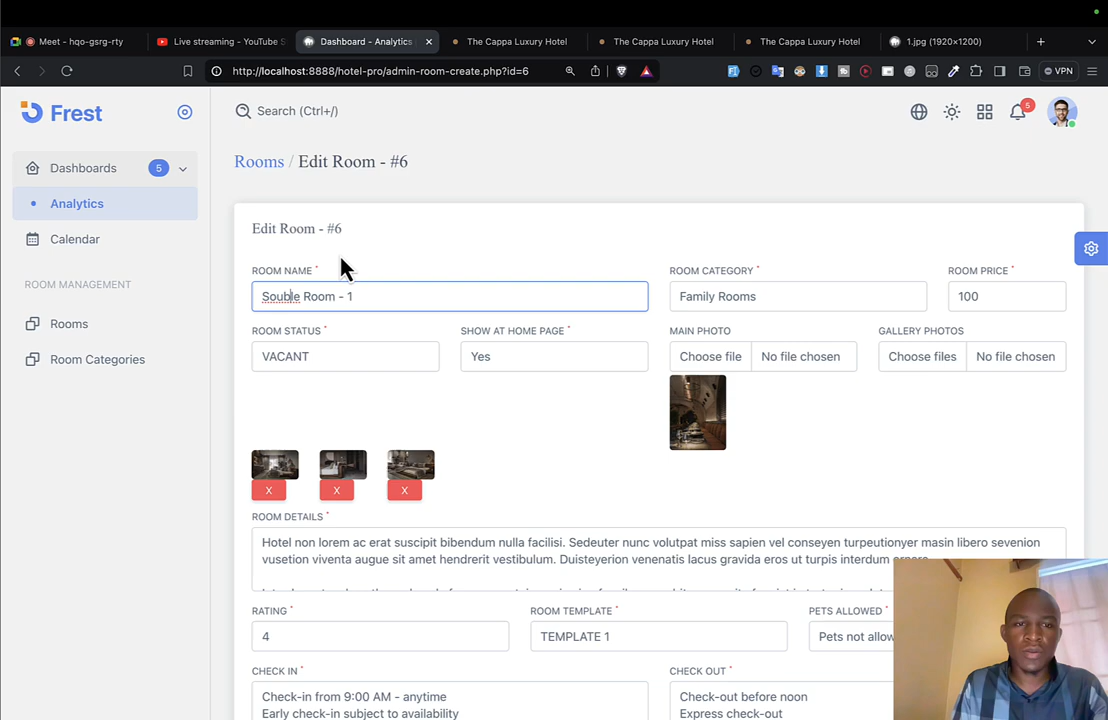 Meet - hqo-gsrg-rty
Live streaming - YouTube S
Dashboard - Analytics
The Cappa Luxury Hotel
The Cappa Luxury Hotel
The Cappa Luxury Hotel
1.jpg (1920×1200)
http://localhost:8888/hotel-pro/admin-room-create.php?id=6
VPN
Frest
Search (Ctrl+/)
5
Dashboards
5
Analytics
Calendar
ROOM MANAGEMENT
Rooms
Room Categories
Rooms / Edit Room - #6
Edit Room - #6
ROOM NAME *
ROOM CATEGORY *
ROOM PRICE *
Souble Room - 1
Family Rooms
100
ROOM STATUS *
SHOW AT HOME PAGE *
MAIN PHOTO
GALLERY PHOTOS
VACANT
Yes
Choose file
No file chosen
Choose files
No file chosen
X
X
X
ROOM DETAILS *
Hotel non lorem ac erat suscipit bibendum nulla facilisi. Sedeuter nunc volutpat miss sapien vel conseyen turpeutionyer masin libero sevenion
vusetion viventa augue sit amet hendrerit vestibulum. Duisteyerion venenatis lacus gravida eros ut turpis interdum ornare.
RATING *
ROOM TEMPLATE *
PETS ALLOWED *
4
TEMPLATE 1
Pets not allow
CHECK IN *
CHECK OUT *
Check-in from 9:00 AM - anytime
Early check-in subject to availability
Check-out before noon
Express check-out